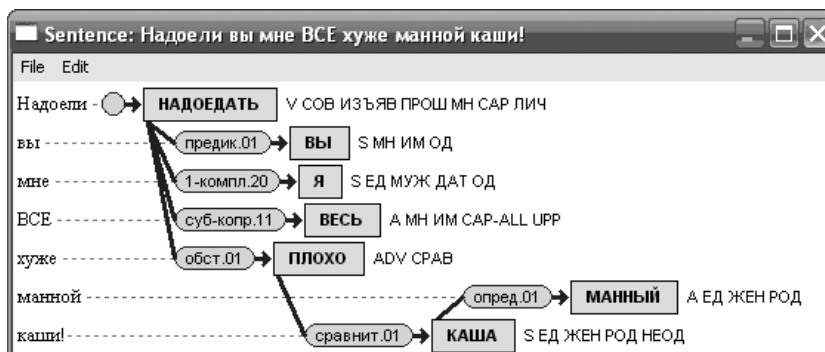 Sentence: Надоели вы мне ВСЕ хуже манной каши!
File Edit
Надоели НАДОЕДАТЬ V СОВ ИЗЪЯВ ПРОШ МН САР ЛИЧ
вы предик.01 ВЫ S МН ИМ ОД
мне 1-компл.20 Я S ЕД МУЖ ДАТ ОД
ВСЕ суб-копр.11 ВЕСЬ A МН ИМ CAP-ALL UPP
хуже обст.01 ПЛОХО ADV СРАВ
манной опред.01 МАННЫЙ A ЕД ЖЕН РОД
каши! сравнит.01 КАША S ЕД ЖЕН РОД НЕОД